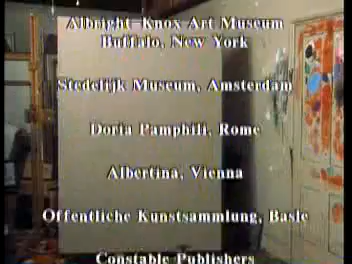 Albright-Knox Art Museum
Buffalo, New York
Stedelijk Museum, Amsterdam
Doria Pamphili, Rome
Albertina, Vienna
Offentliche Kunstsammlung, Basle
Constable Publishers